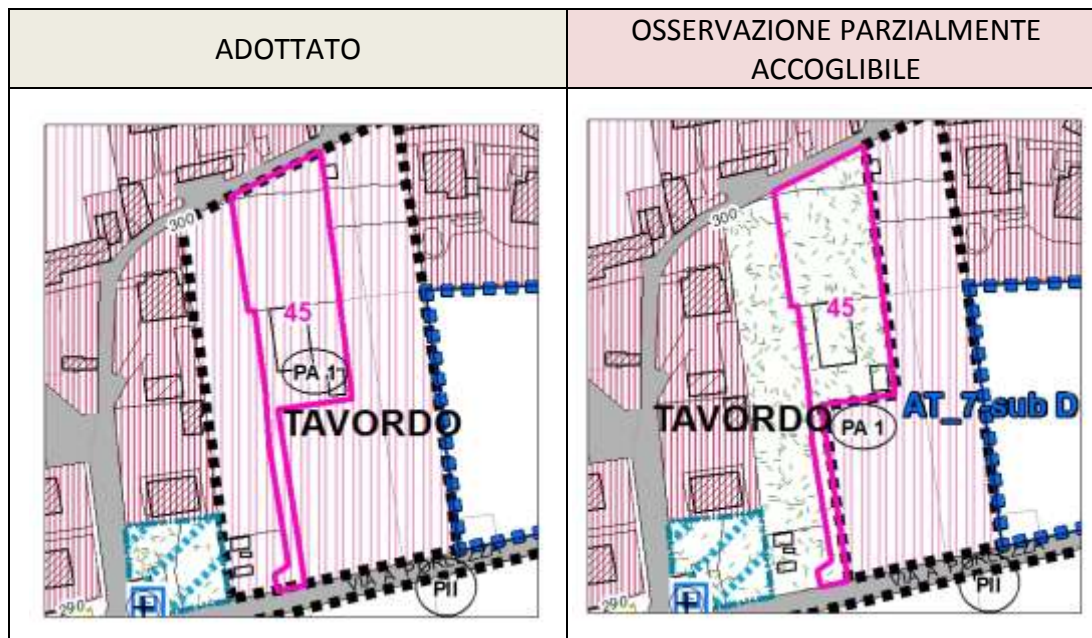 ADOTTATO
OSSERVAZIONE PARZIALMENTE
ACCOGLIBILE
300
45
PA 1
TAVORDO
PII
290
300
45
TAVORDO
PA 1
AT_7 sub D
PII
290